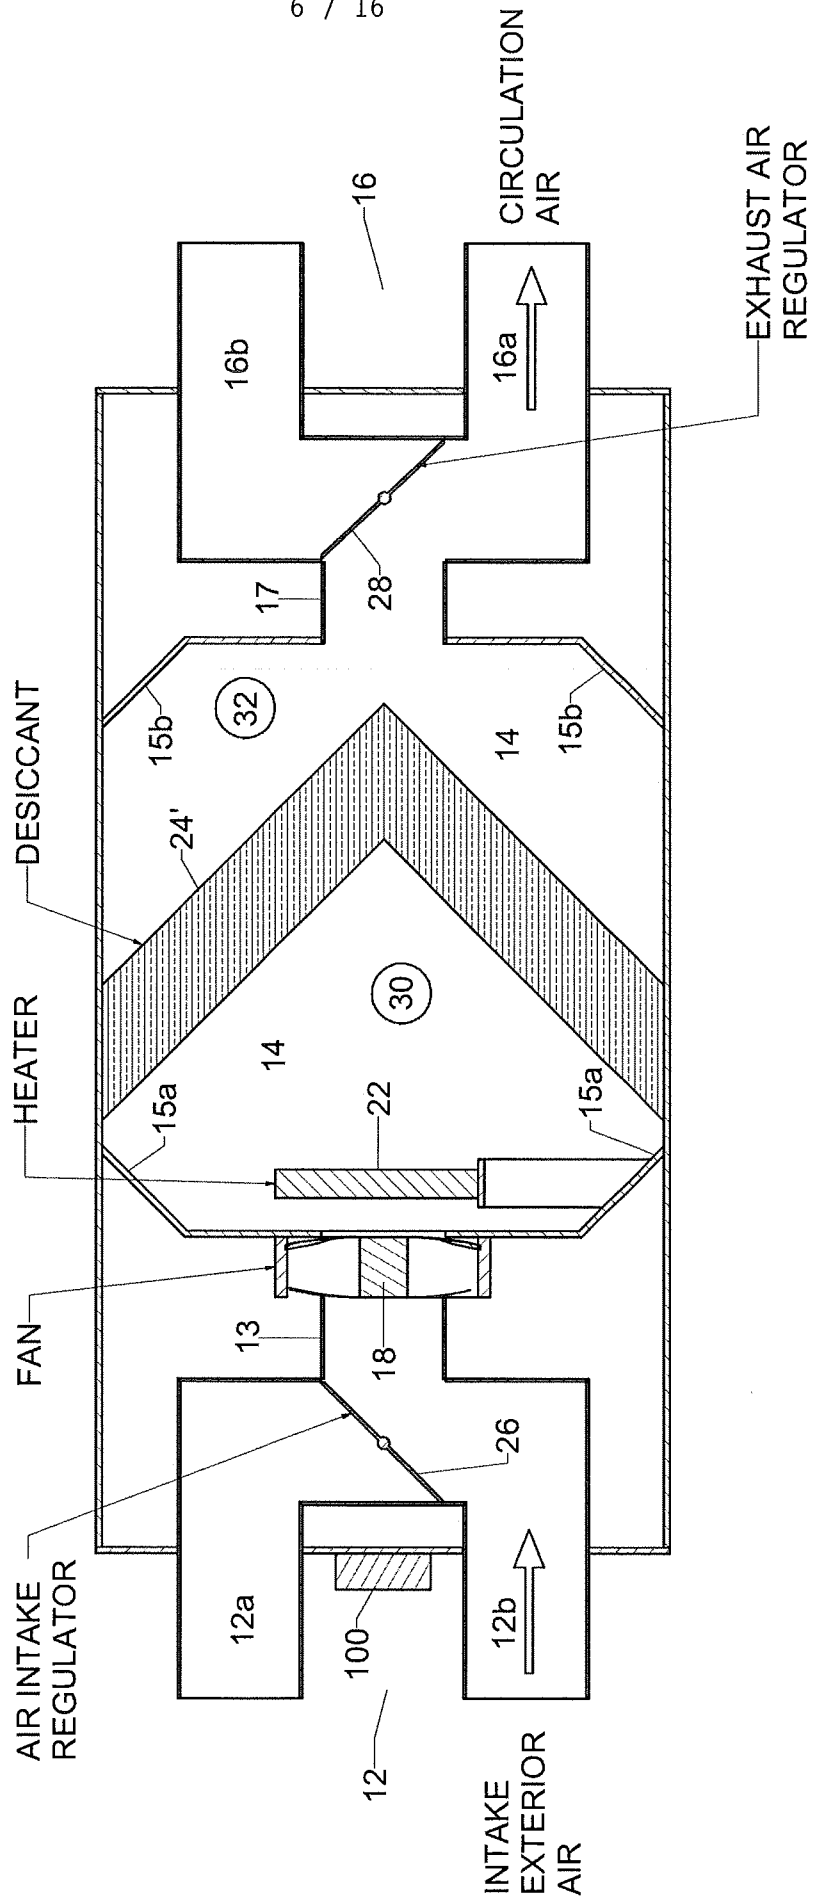 6 / 16
AIR INTAKE
REGULATOR
FAN
HEATER
DESICCANT
12a
13
15a
14
24'
15b
32
17
16b
16
100
18
22
30
28
12
26
12b
15a
14
15b
16a
INTAKE
EXTERIOR
AIR
CIRCULATION
AIR
EXHAUST AIR
REGULATOR